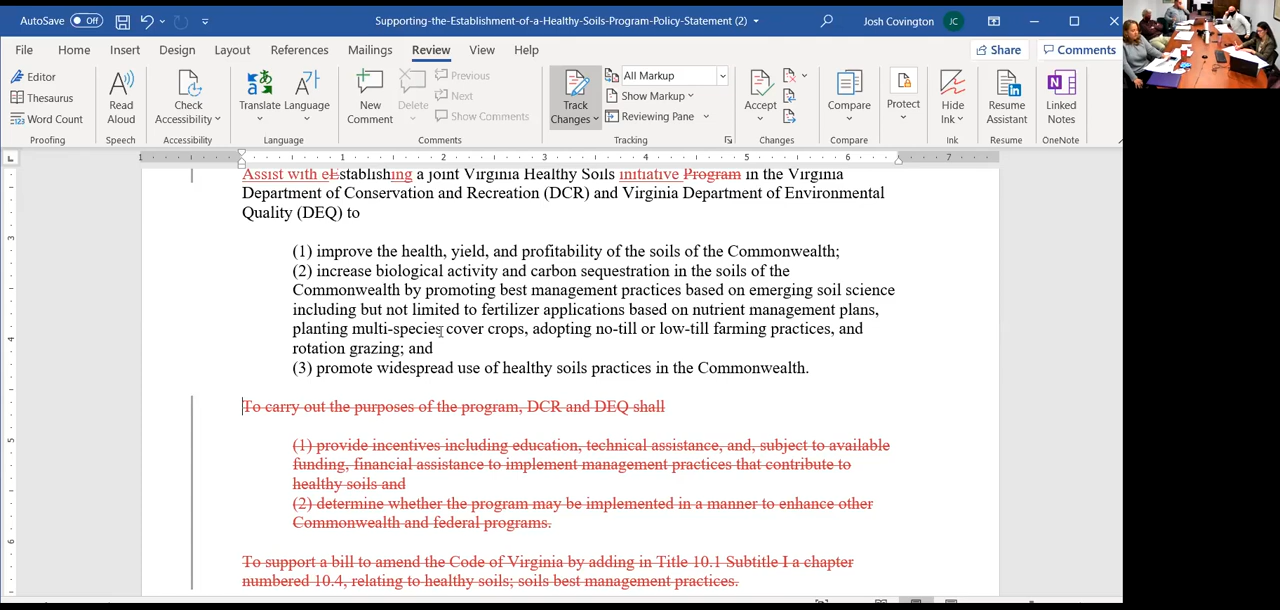 AutoSave Off Supporting-the-Establishment-of-a-Healthy-Soils-Program-Policy-Statement (2) Josh Covington JC
File Home Insert Design Layout References Mailings Review View Help Share Comments
Editor
Thesaurus
Word Count
Proofing
Read Aloud
Speech
Check Accessibility
Accessibility
Translate Language
Language
New Comment
Delete
Previous
Next
Show Comments
Comments
Track Changes
All Markup
Show Markup
Reviewing Pane
Tracking
Accept
Changes
Compare
Compare
Protect
Hide Ink
Ink
Resume Assistant
Resume
Linked Notes
OneNote
1 1 2 3 4 5 6 7
3
4
5
6
Assist with eEstablishing a joint Virginia Healthy Soils initiative Program in the Virginia
Department of Conservation and Recreation (DCR) and Virginia Department of Environmental
Quality (DEQ) to
(1) improve the health, yield, and profitability of the soils of the Commonwealth;
(2) increase biological activity and carbon sequestration in the soils of the
Commonwealth by promoting best management practices based on emerging soil science
including but not limited to fertilizer applications based on nutrient management plans,
planting multi-species cover crops, adopting no-till or low-till farming practices, and
rotation grazing; and
(3) promote widespread use of healthy soils practices in the Commonwealth.
To carry out the purposes of the program, DCR and DEQ shall
(1) provide incentives including education, technical assistance, and, subject to available
funding, financial assistance to implement management practices that contribute to
healthy soils and
(2) determine whether the program may be implemented in a manner to enhance other
Commonwealth and federal programs.
To support a bill to amend the Code of Virginia by adding in Title 10.1 Subtitle I a chapter
numbered 10.4, relating to healthy soils; soils best management practices.